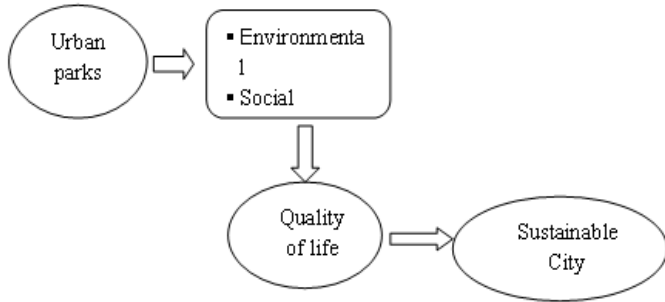 Urban
parks
▪ Environmenta
l
▪ Social
Quality
of life
Sustainable
City